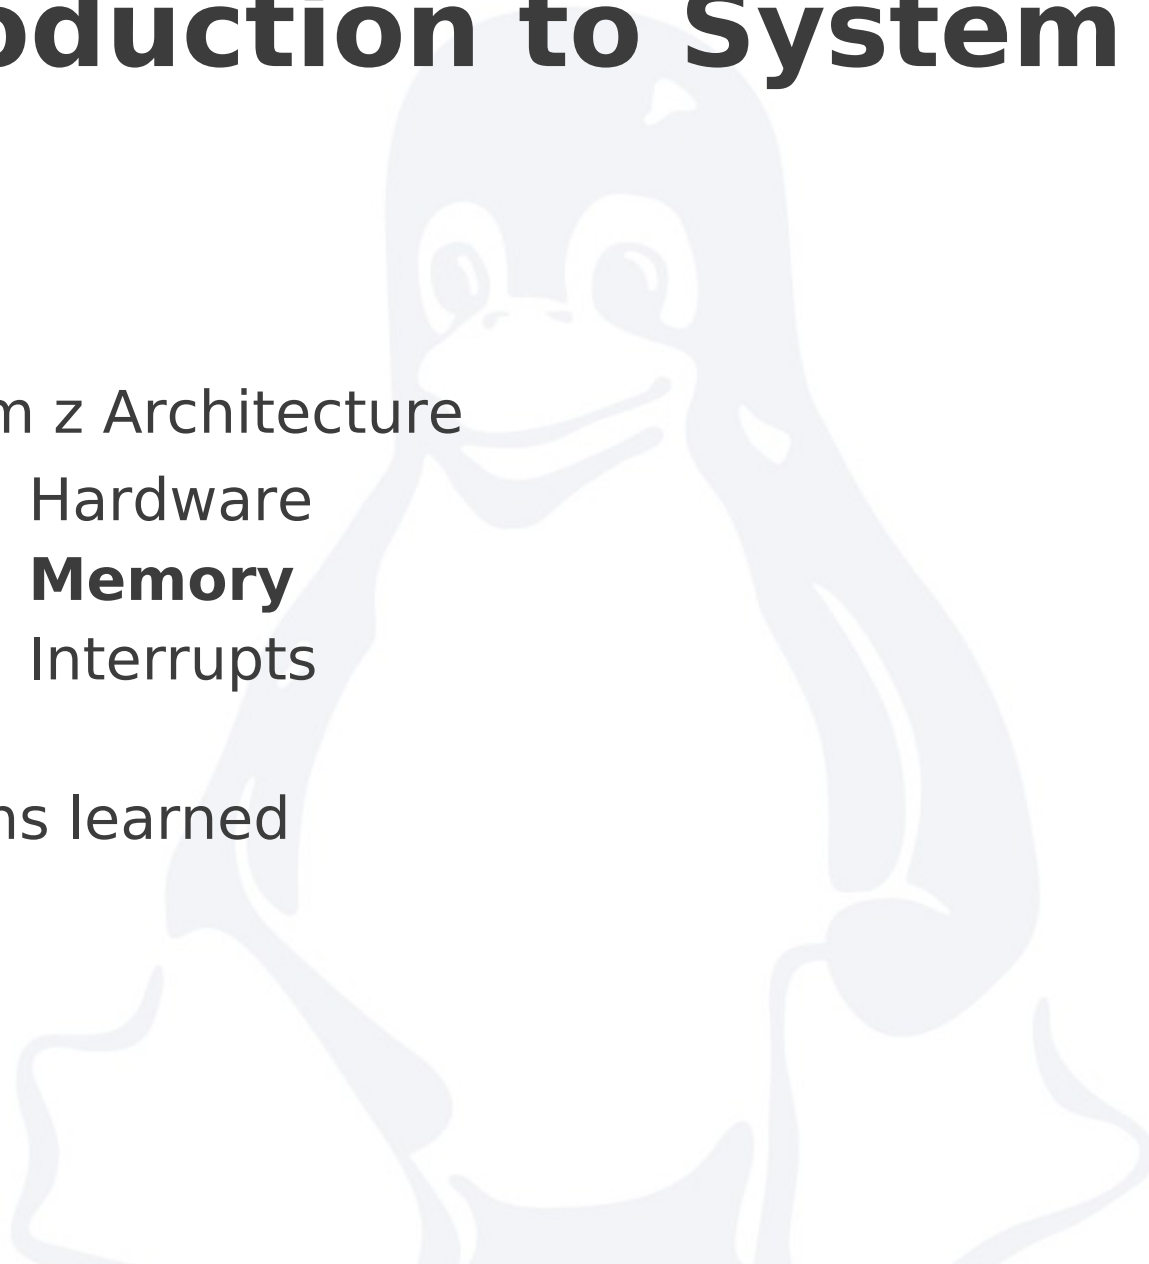 oduction to System
m z Architecture
Hardware
Memory
Interrupts
ns learned